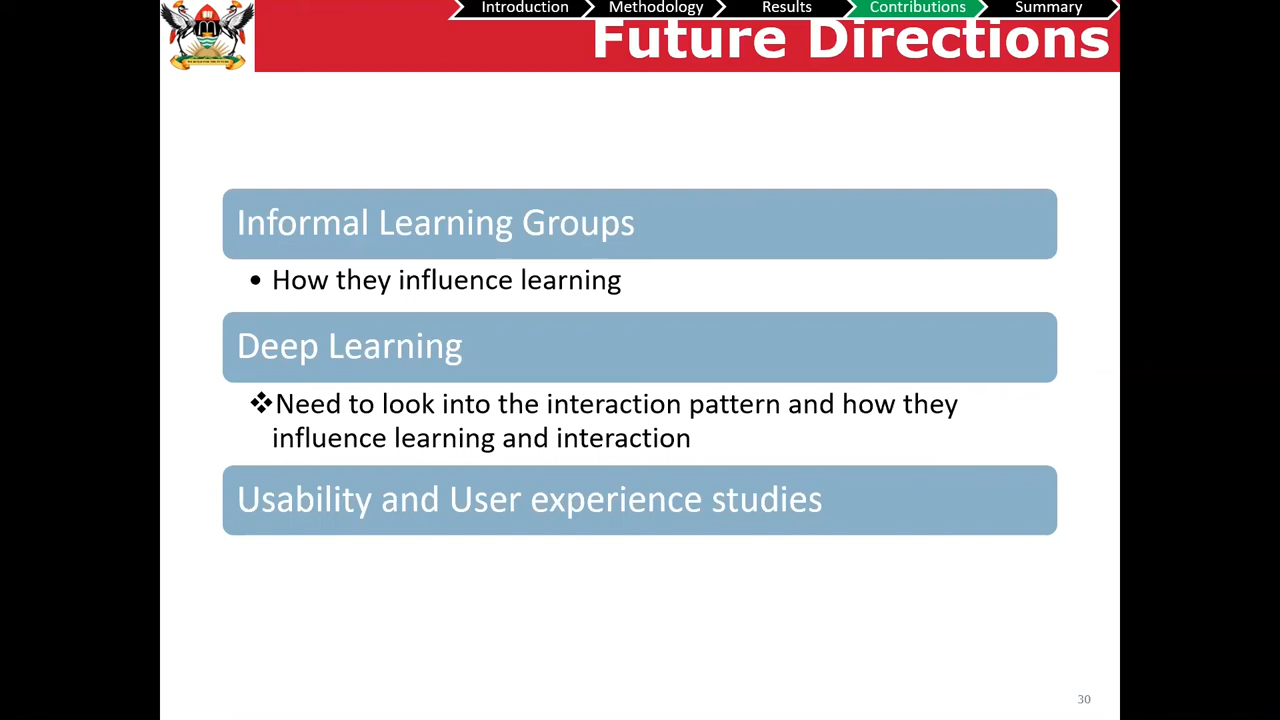 Introduction
Methodology
Results
Contributions
Summary
Future Directions
Informal Learning Groups
• How they influence learning
Deep Learning
❖Need to look into the interaction pattern and how they
influence learning and interaction
Usability and User experience studies
30